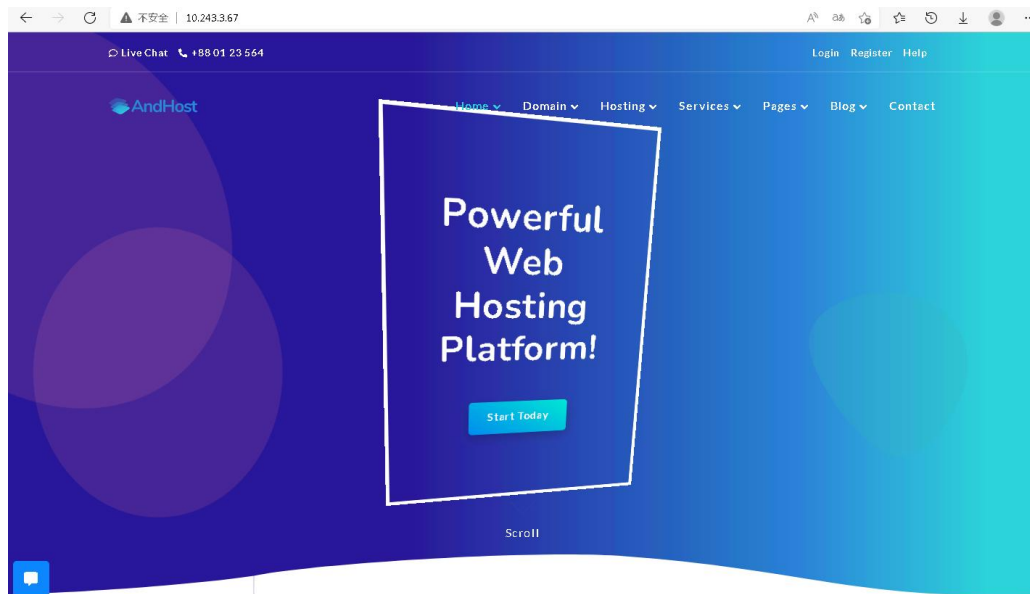 不安全 | 10.243.3.67
Live Chat +88 01 23 564
Login Register Help
AndHost
Home Domain Hosting Services Pages Blog Contact
Powerful
Web
Hosting
Platform!
Start Today
Scroll